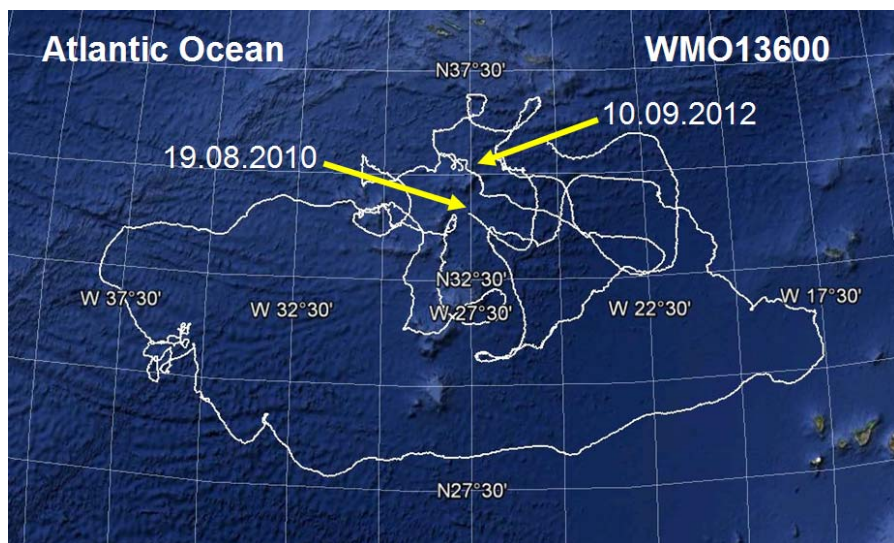 Atlantic Ocean
WMO13600
N37°30'
10.09.2012
19.08.2010
N32°30'
W 37°30'
W 32°30'
W 27°30'
W 22°30'
W 17°30'
N27°30'